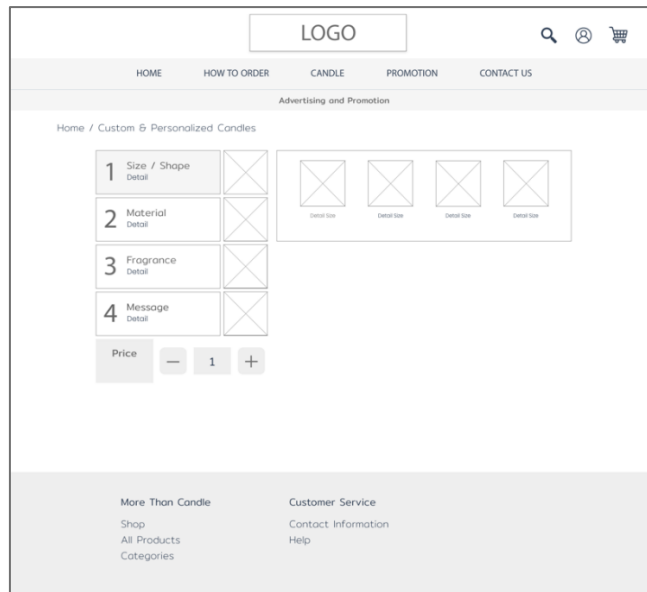 LOGO
HOME HOW TO ORDER CANDLE PROMOTION CONTACT US
Advertising and Promotion
Home / Custom & Personalized Candles
1 Size / Shape
Detail
2 Material
Detail
3 Fragrance
Detail
4 Message
Detail
Detail Size Detail Size Detail Size Detail Size
Price
— 1 +
More Than Candle
Shop
All Products
Categories
Customer Service
Contact Information
Help